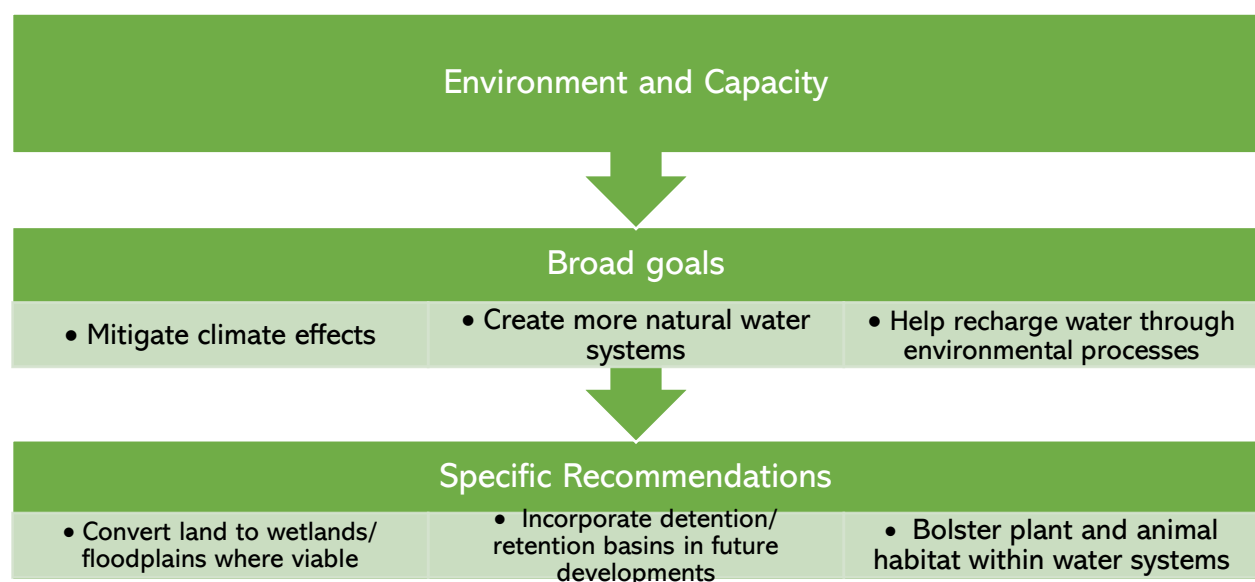 Environment and Capacity
Broad goals
• Mitigate climate effects
• Create more natural water
systems
• Help recharge water through
environmental processes
Specific Recommendations
• Convert land to wetlands/
floodplains where viable
• Incorporate detention/
retention basins in future
developments
• Bolster plant and animal
habitat within water systems